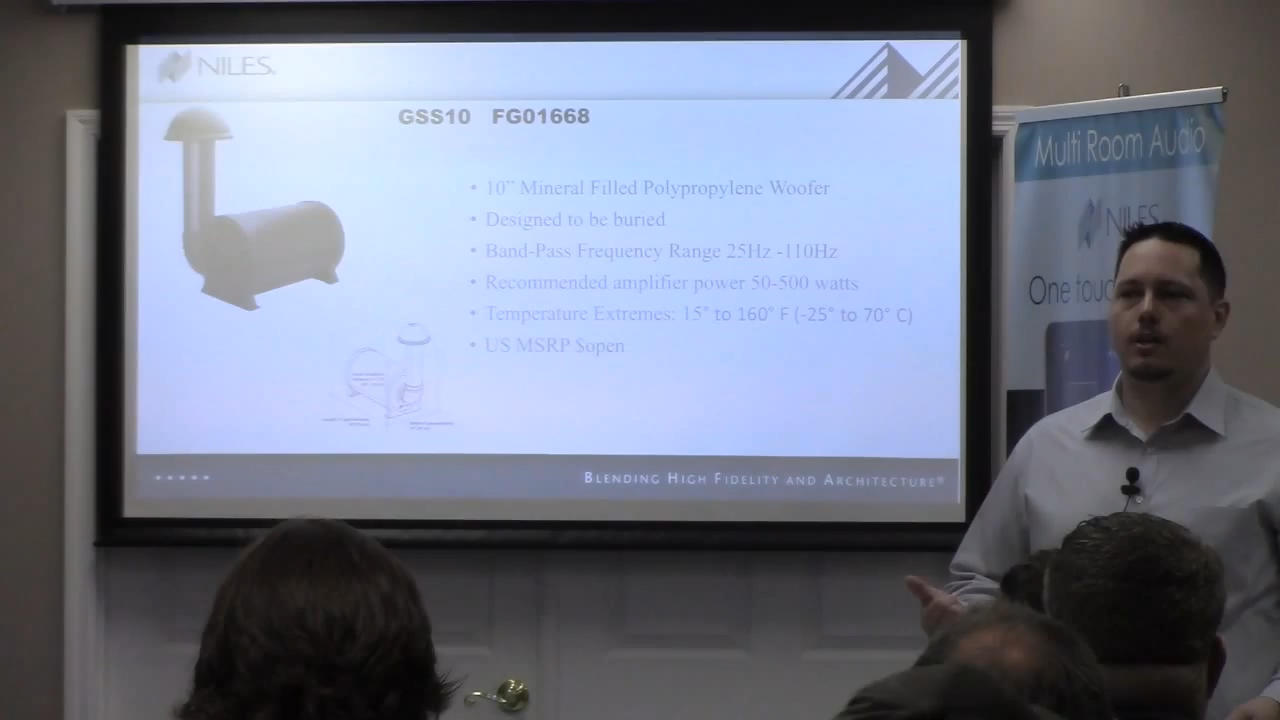 NILES®
GSS10 FG01668
• 10” Mineral Filled Polypropylene Woofer
• Designed to be buried
• Band-Pass Frequency Range 25Hz -110Hz
• Recommended amplifier power 50-500 watts
• Temperature Extremes: 15° to 160° F (-25° to 70° C)
• US MSRP $open
BLENDING HIGH FIDELITY AND ARCHITECTURE®
Multi Room Audio
NILES
One touc